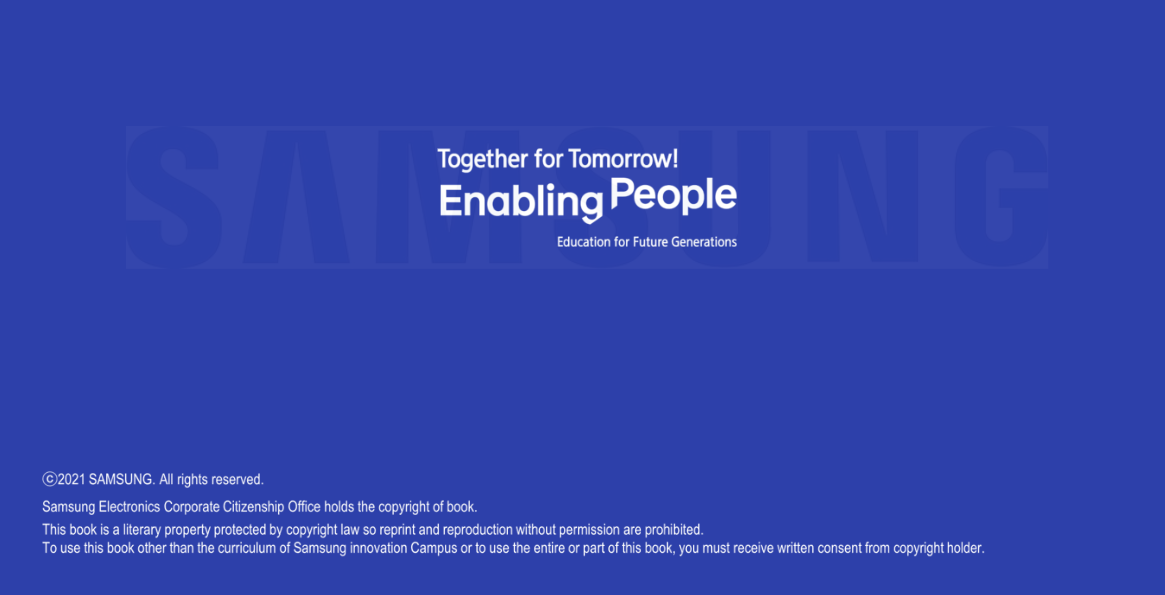 SAMSUNG
Together for Tomorrow!
Enabling People
Education for Future Generations
ⓒ2021 SAMSUNG. All rights reserved.
Samsung Electronics Corporate Citizenship Office holds the copyright of book.
This book is a literary property protected by copyright law so reprint and reproduction without permission are prohibited.
To use this book other than the curriculum of Samsung innovation Campus or to use the entire or part of this book, you must receive written consent from copyright holder.